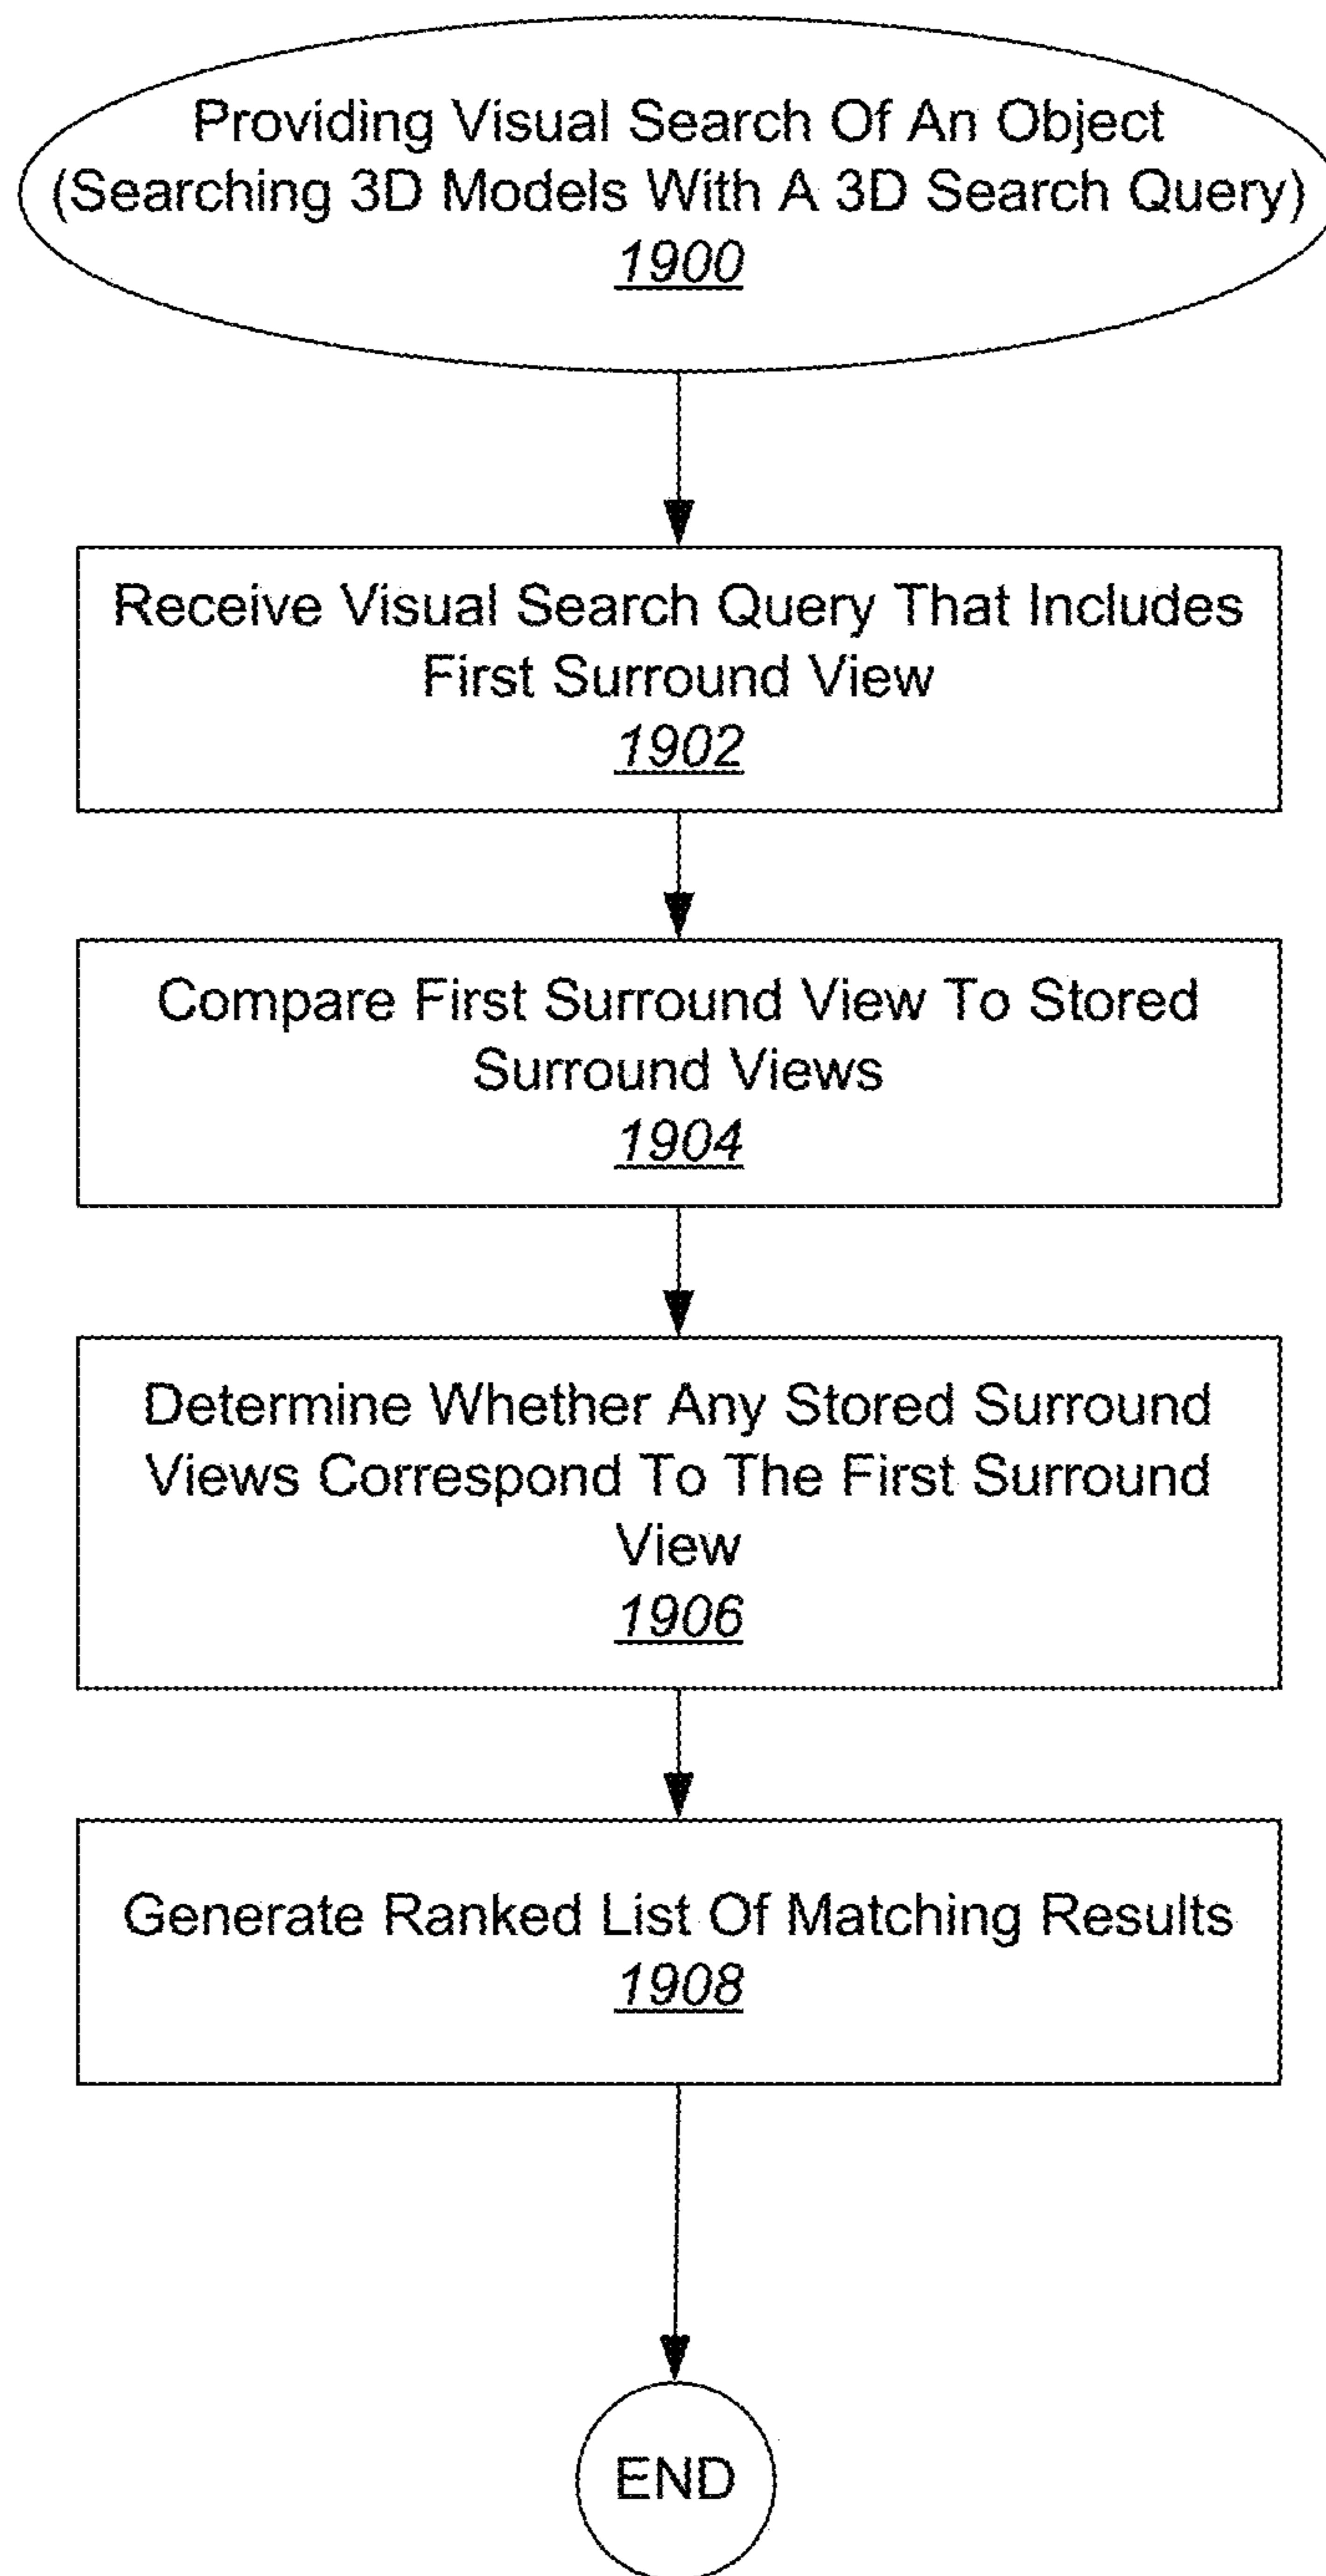 Providing Visual Search Of An Object
(Searching 3D Models With A 3D Search Query)
1900
Receive Visual Search Query That Includes
First Surround View
1902
Compare First Surround View To Stored
Surround Views
1904
Determine Whether Any Stored Surround
Views Correspond To The First Surround
View
1906
Generate Ranked List Of Matching Results
1908
END